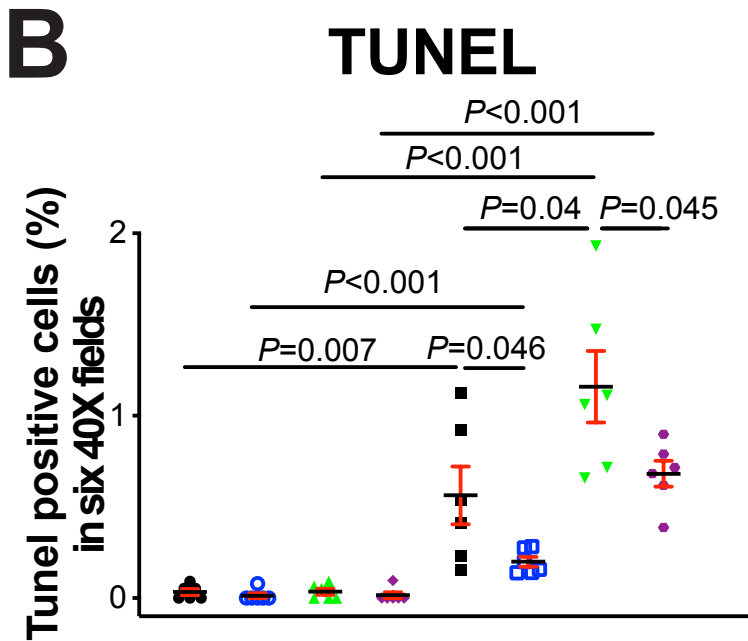 B
TUNEL
P<0.001
P<0.001
P=0.04
P=0.045
P<0.001
P=0.007
P=0.046
Tunel positive cells (%)
in six 40X fields
2
1
0